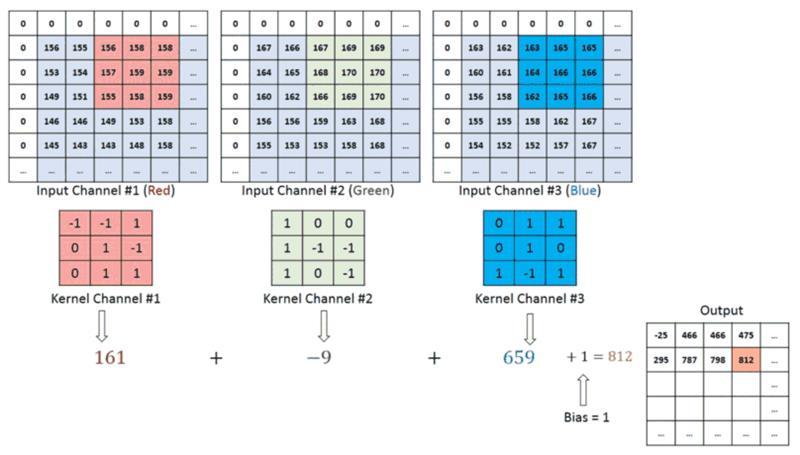 0 0 0 0 0 0 ...
0 156 155 156 158 158 ...
0 153 154 157 159 159 ...
0 149 151 155 158 159 ...
0 146 146 149 153 158 ...
0 145 143 143 148 158 ...
... ... ... ... ... ... ...
Input Channel #1 (Red)
0 0 0 0 0 0 ...
0 167 166 167 169 169 ...
0 164 165 168 170 170 ...
0 160 162 166 169 170 ...
0 156 156 159 163 168 ...
0 155 153 153 158 168 ...
... ... ... ... ... ... ...
Input Channel #2 (Green)
0 0 0 0 0 0 ...
0 163 162 163 165 165 ...
0 160 161 164 166 166 ...
0 156 158 162 165 166 ...
0 155 155 158 162 167 ...
0 154 152 152 157 167 ...
... ... ... ... ... ... ...
Input Channel #3 (Blue)
-1 -1 1
0 1 -1
0 1 1
Kernel Channel #1
1 0 0
1 -1 -1
1 0 -1
Kernel Channel #2
0 1 1
0 1 0
1 -1 1
Kernel Channel #3
161 + −9 + 659 + 1 = 812
Bias = 1
Output
-25 466 466 475 ...
295 787 798 812 ...
...
...
... ... ... ... ...